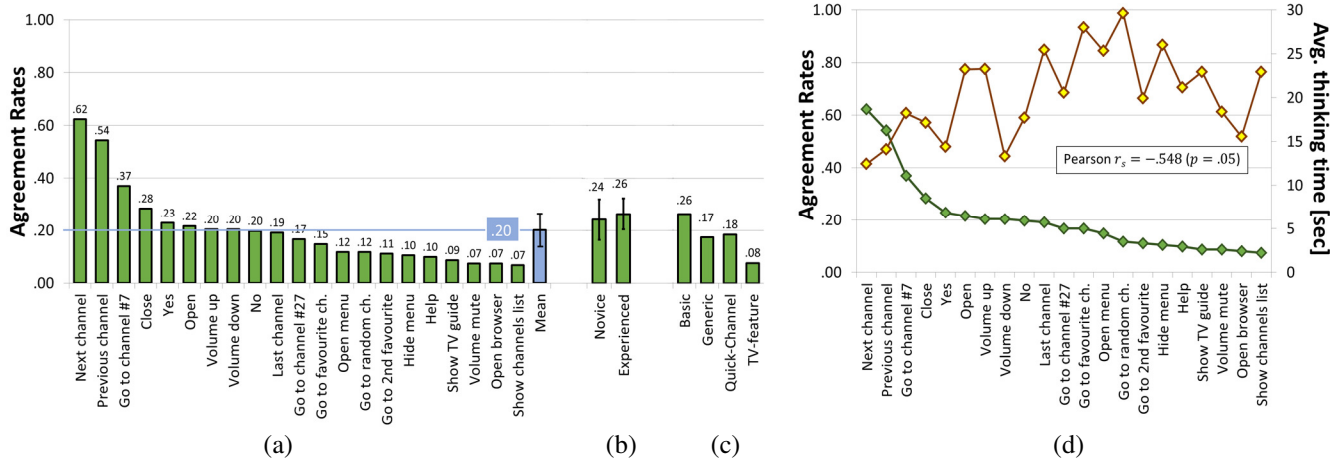 1.00
.80
.60
.40
.20
.00
Agreement Rates
.62
.54
.37
.28
.23
.22
.20
.20
.20
.19
.17
.15
.12
.12
.11
.10
.10
.09
.07
.07
.07
.20
Next channel
Previous channel
Go to channel #7
Close
Yes
Open
Volume up
Volume down
No
Last channel
Go to channel #27
Go to favourite ch.
Open menu
Go to random ch.
Go to 2nd favourite
Hide menu
Help
Show TV guide
Volume mute
Open browser
Show channels list
Mean
(a)
.24
.26
Novice
Experienced
(b)
.26
.17
.18
.08
Basic
Generic
Quick-Channel
TV-feature
(c)
1.00
.80
.60
.40
.20
.00
Agreement Rates
30
25
20
15
10
5
0
Avg. thinking time [sec]
Pearson rₛ = −.548 (p = .05)
Next channel
Previous channel
Go to channel #7
Close
Yes
Open
Volume up
Volume down
No
Last channel
Go to channel #27
Go to favourite ch.
Open menu
Go to random ch.
Go to 2nd favourite
Hide menu
Help
Show TV guide
Volume mute
Open browser
Show channels list
(d)